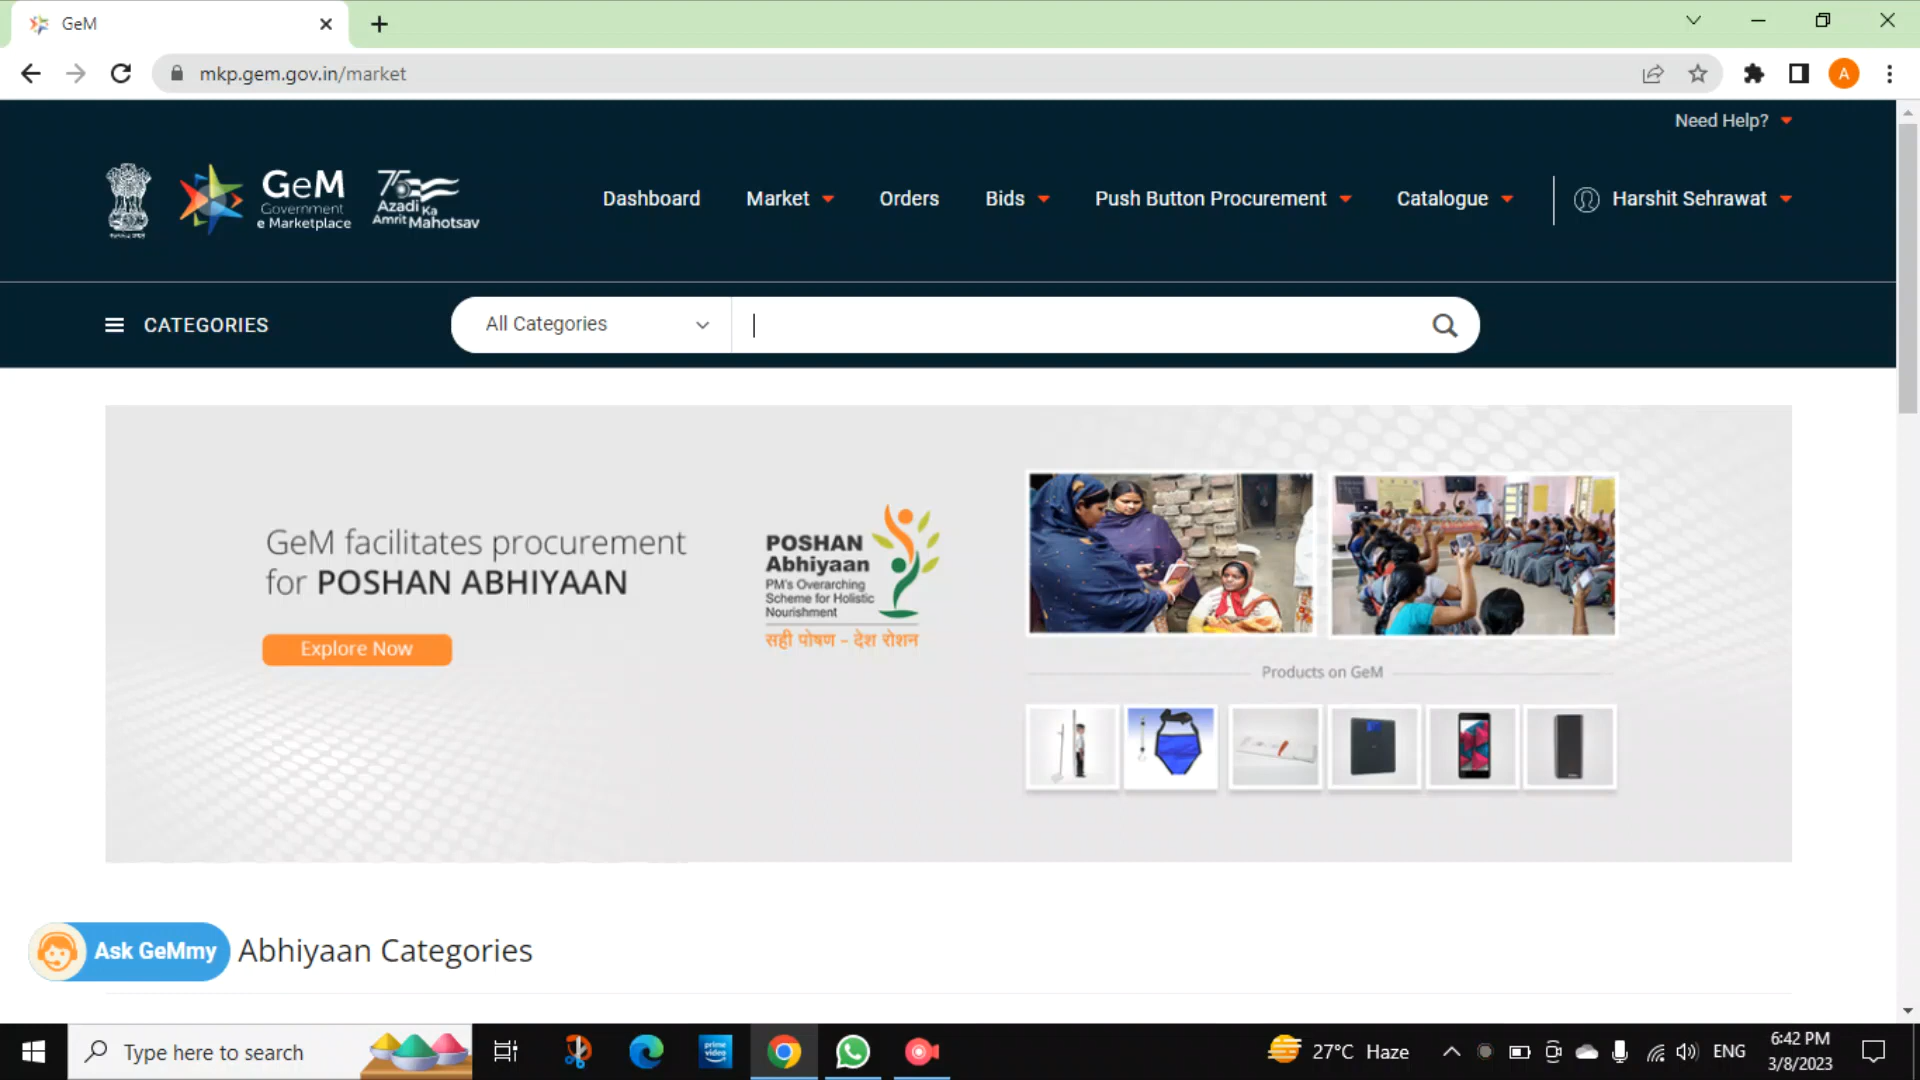 GeM
mkp.gem.gov.in/market
A
Need Help?
GeM
Government
e Marketplace
75
Azadi Ka
Amrit Mahotsav
Dashboard
Market
Orders
Bids
Push Button Procurement
Catalogue
Harshit Sehrawat
CATEGORIES
All Categories
GeM facilitates procurement
for POSHAN ABHIYAAN
Explore Now
POSHAN
Abhiyaan
PM's Overarching
Scheme for Holistic
Nourishment
सही पोषण – देश रोशन
Products on GeM
Ask GeMmy
Abhiyaan Categories
Type here to search
prime
video
27°C Haze
ENG
6:42 PM
3/8/2023